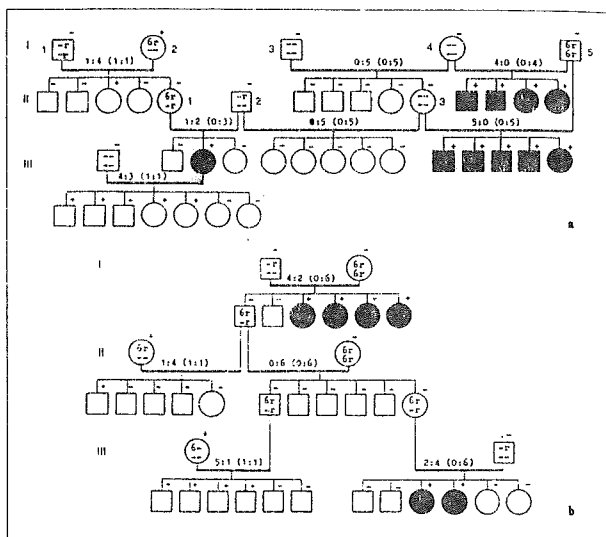 I 1 -r -- 6r -- + 2 3 -- -- - -- -- - 4 6r 6r - 5
1:4 (1:1) 0:5 (0:5) 4:0 (0:4)
II - - + - 6r -r - 1 -r -- - 2 - - - - - -- -- 3 + + + +
1:2 (0:3) 0:5 (0:5) 5:0 (0:5)
III -- -- - - + - - - - - - + + + + +
4:3 (1:1)
+ + + - + - -
a
I -r -- - 6r 6r -
4:2 (0:6)
6r -r - - + + + +
II 6r -- + 6r 6r -
1:4 (1:1) 0:6 (0:6)
+ - - - - 6r -r - - - - - 6r -r -
III 6- -- + -r -- -
5:1 (1:1) 2:4 (0:6)
+ + + + + - - - + + - -
b